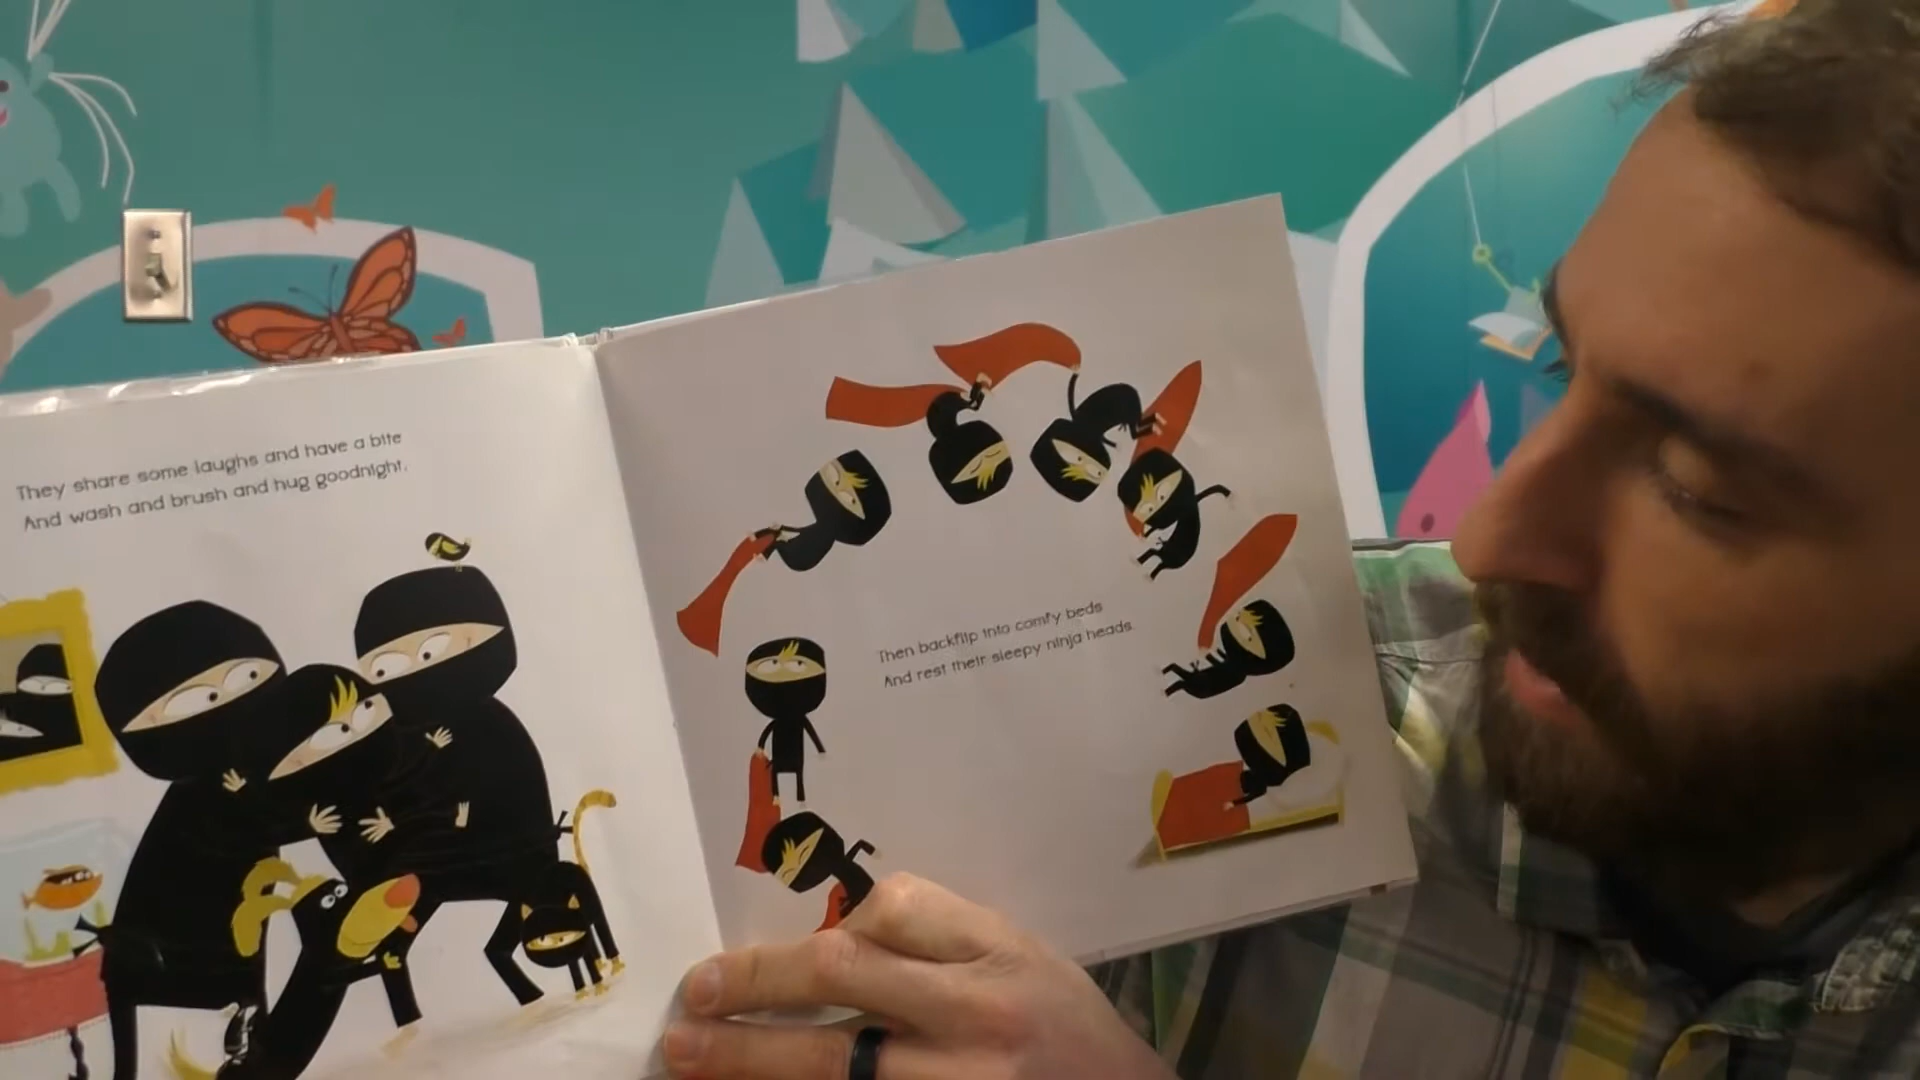 They share some laughs and have a bite
And wash and brush and hug goodnight.
Then backflip into comfy beds
And rest their sleepy ninja heads.